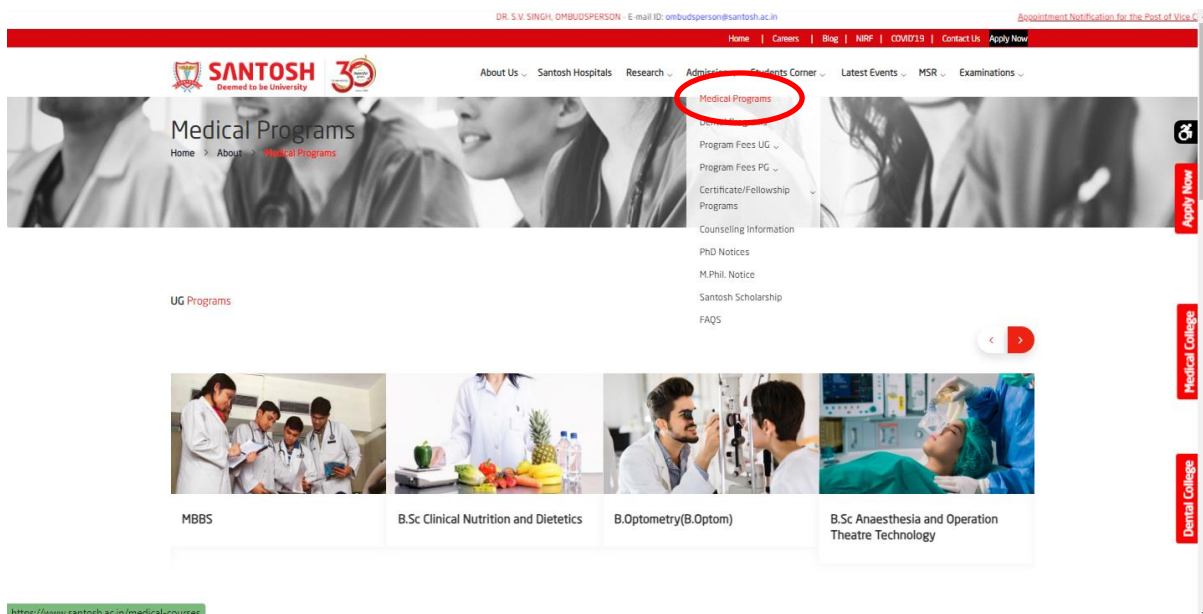 DR. S.V. SINGH, OMBUDSPERSON - E-mail ID: ombudsperson@santosh.ac.in
Appointment Notification for the Post of Vice C
Home | Careers | Blog | NIRF | COVID'19 | Contact Us Apply Now
SANTOSH
Deemed to be University
30
About Us Santosh Hospitals Research Admission Students Corner Latest Events MSR Examinations
Medical Programs
Home > About > Medical Programs
Medical Programs
Program Fees UG
Program Fees PG
Certificate/Fellowship
Programs
Counseling Information
PhD Notices
M.Phil. Notice
Santosh Scholarship
FAQS
Apply Now
Medical College
Dental College
UG Programs
MBBS
B.Sc Clinical Nutrition and Dietetics
B.Optometry(B.Optom)
B.Sc Anaesthesia and Operation
Theatre Technology
https://www.santosh.ac.in/medical-courses